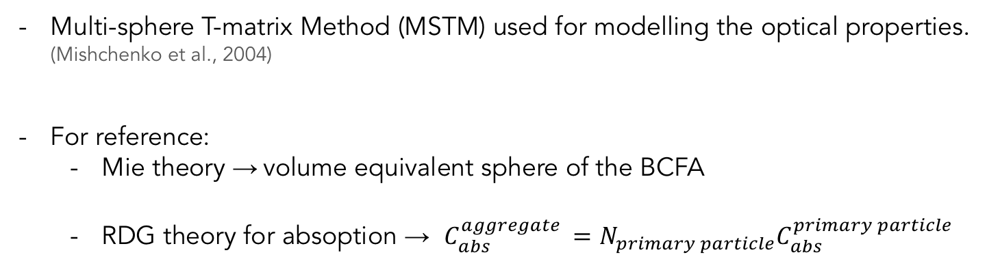 - Multi-sphere T-matrix Method (MSTM) used for modelling the optical properties.
(Mishchenko et al., 2004)
- For reference:
- Mie theory → volume equivalent sphere of the BCFA
- RDG theory for absoption → C_{abs}^{aggregate} = N_{primary particle} C_{abs}^{primary particle}